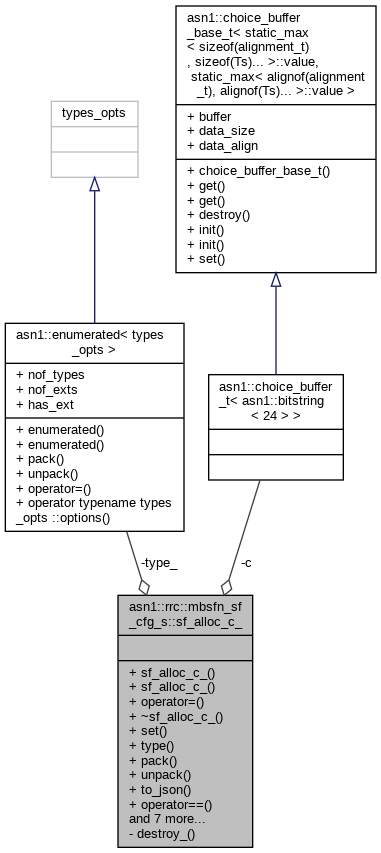 asn1::choice_buffer
_base_t< static_max
< sizeof(alignment_t)
, sizeof(Ts)... >::value,
static_max< alignof(alignment
_t), alignof(Ts)... >::value >
+ buffer
+ data_size
+ data_align
+ choice_buffer_base_t()
+ get()
+ get()
+ destroy()
+ init()
+ init()
+ set()
types_opts
asn1::enumerated< types
_opts >
+ nof_types
+ nof_exts
+ has_ext
+ enumerated()
+ enumerated()
+ pack()
+ unpack()
+ operator=()
+ operator typename types
_opts ::options()
asn1::choice_buffer
_t< asn1::bitstring
< 24 > >
-type_
-c
asn1::rrc::mbsfn_sf
_cfg_s::sf_alloc_c_
+ sf_alloc_c_()
+ sf_alloc_c_()
+ operator=()
+ ~sf_alloc_c_()
+ set()
+ type()
+ pack()
+ unpack()
+ to_json()
+ operator==()
and 7 more...
- destroy_()